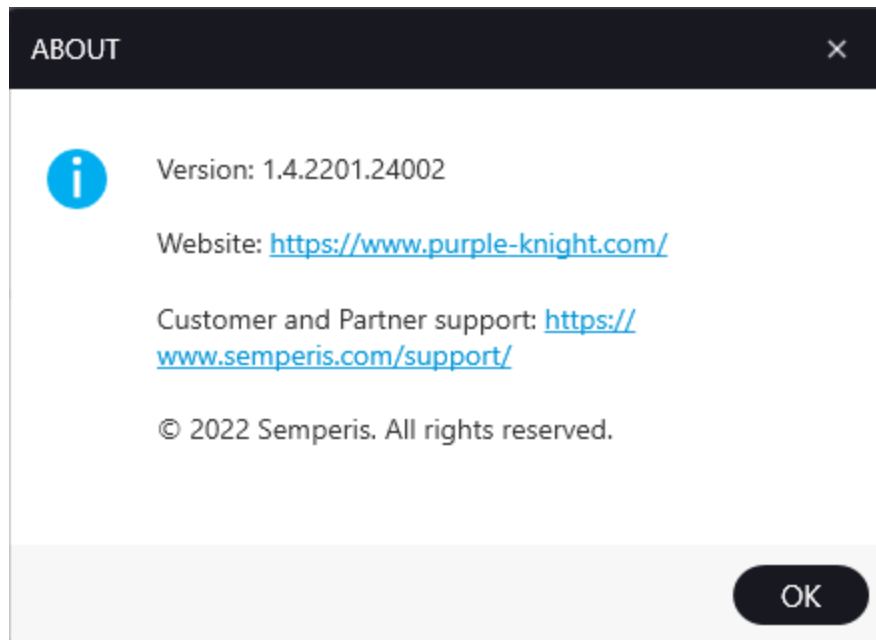 ABOUT
Version: 1.4.2201.24002
Website: https://www.purple-knight.com/
Customer and Partner support: https://
www.semperis.com/support/
© 2022 Semperis. All rights reserved.
OK